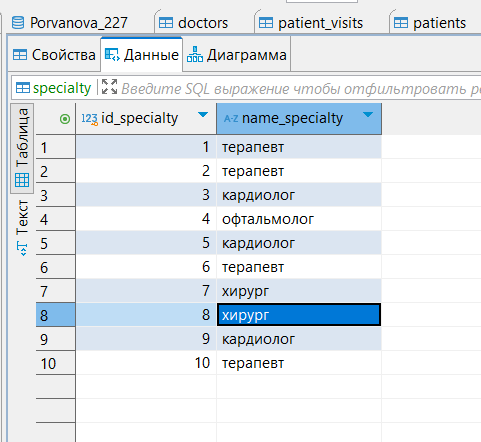 Porvanova_227 doctors patient_visits patients
Свойства Данные Диаграмма
specialty Введите SQL выражение чтобы отфильтровать ре
Таблица
Текст
123 id_specialty A-Z name_specialty
1 1 терапевт
2 2 терапевт
3 3 кардиолог
4 4 офтальмолог
5 5 кардиолог
6 6 терапевт
7 7 хирург
8 8 хирург
9 9 кардиолог
10 10 терапевт